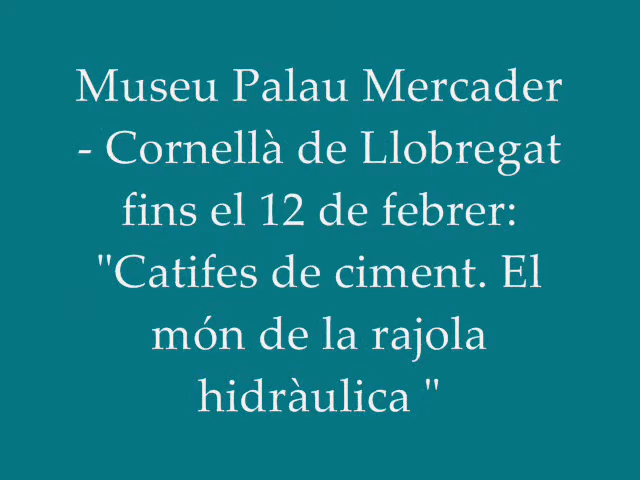 Museu Palau Mercader
- Cornellà de Llobregat
fins el 12 de febrer:
"Catifes de ciment. El
món de la rajola
hidràulica "